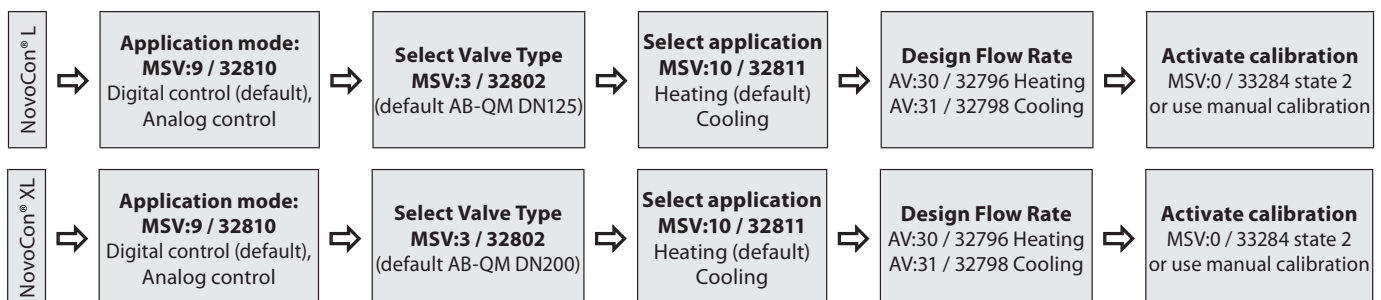 NovoCon® L
Application mode:
MSV:9 / 32810
Digital control (default),
Analog control
Select Valve Type
MSV:3 / 32802
(default AB-QM DN125)
Select application
MSV:10 / 32811
Heating (default)
Cooling
Design Flow Rate
AV:30 / 32796 Heating
AV:31 / 32798 Cooling
Activate calibration
MSV:0 / 33284 state 2
or use manual calibration
NovoCon® XL
Application mode:
MSV:9 / 32810
Digital control (default),
Analog control
Select Valve Type
MSV:3 / 32802
(default AB-QM DN200)
Select application
MSV:10 / 32811
Heating (default)
Cooling
Design Flow Rate
AV:30 / 32796 Heating
AV:31 / 32798 Cooling
Activate calibration
MSV:0 / 33284 state 2
or use manual calibration